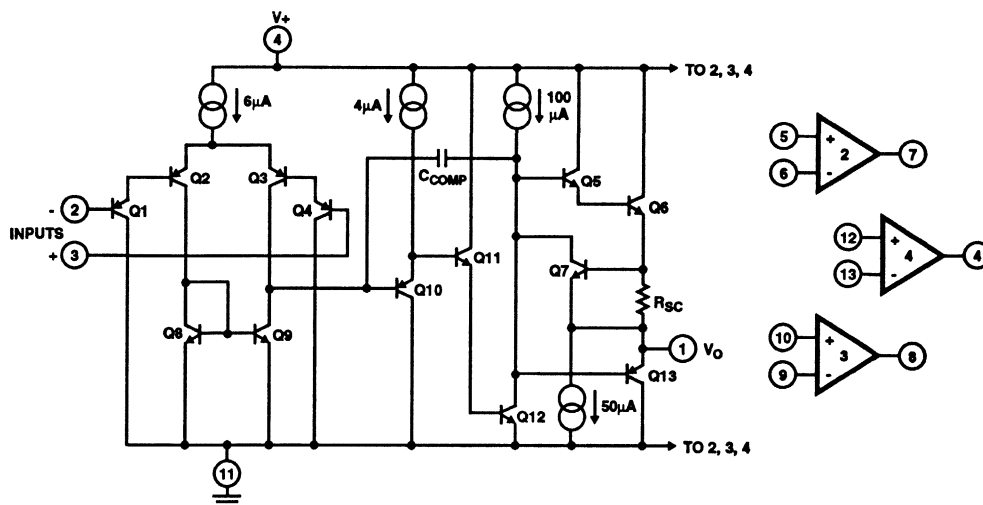 V+
4
TO 2, 3, 4
6µA
4µA
100
µA
Q2
Q3
CCOMP
Q5
Q6
- 2
Q1
Q4
INPUTS
+ 3
Q11
Q7
Q10
RSC
Q8
Q9
1 VO
Q13
Q12
50µA
TO 2, 3, 4
11
5
+
2
7
6
-
12
+
4
4
13
-
10
+
3
8
9
-